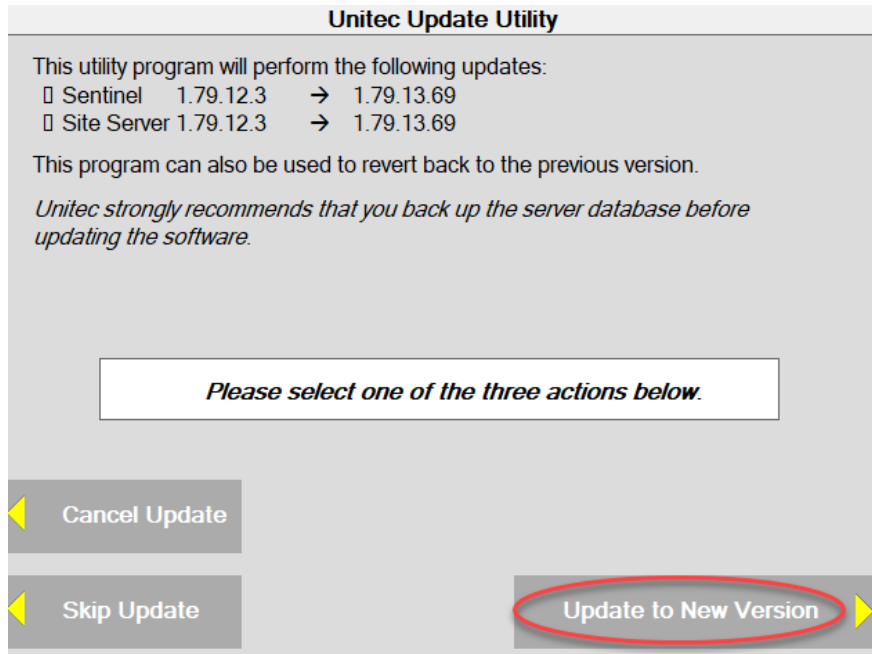 Unitec Update Utility
This utility program will perform the following updates:
▯ Sentinel 1.79.12.3 → 1.79.13.69
▯ Site Server 1.79.12.3 → 1.79.13.69
This program can also be used to revert back to the previous version.
Unitec strongly recommends that you back up the server database before
updating the software.
Please select one of the three actions below.
Cancel Update
Skip Update
Update to New Version